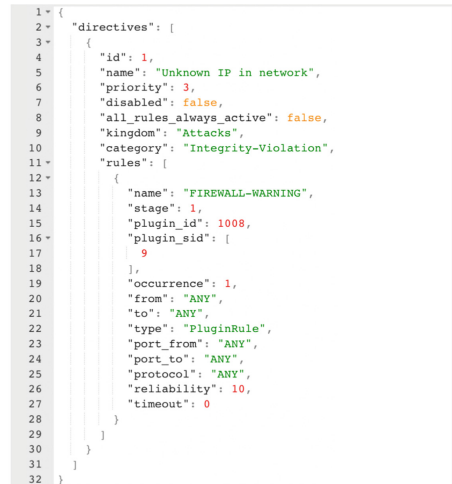 1 {
2 "directives": [
3 {
4 "id": 1,
5 "name": "Unknown IP in network",
6 "priority": 3,
7 "disabled": false,
8 "all_rules_always_active": false,
9 "kingdom": "Attacks",
10 "category": "Integrity-Violation",
11 "rules": [
12 {
13 "name": "FIREWALL-WARNING",
14 "stage": 1,
15 "plugin_id": 1008,
16 "plugin_sid": [
17 9
18 ],
19 "occurrence": 1,
20 "from": "ANY",
21 "to": "ANY",
22 "type": "PluginRule",
23 "port_from": "ANY",
24 "port_to": "ANY",
25 "protocol": "ANY",
26 "reliability": 10,
27 "timeout": 0
28 }
29 ]
30 }
31 ]
32 }